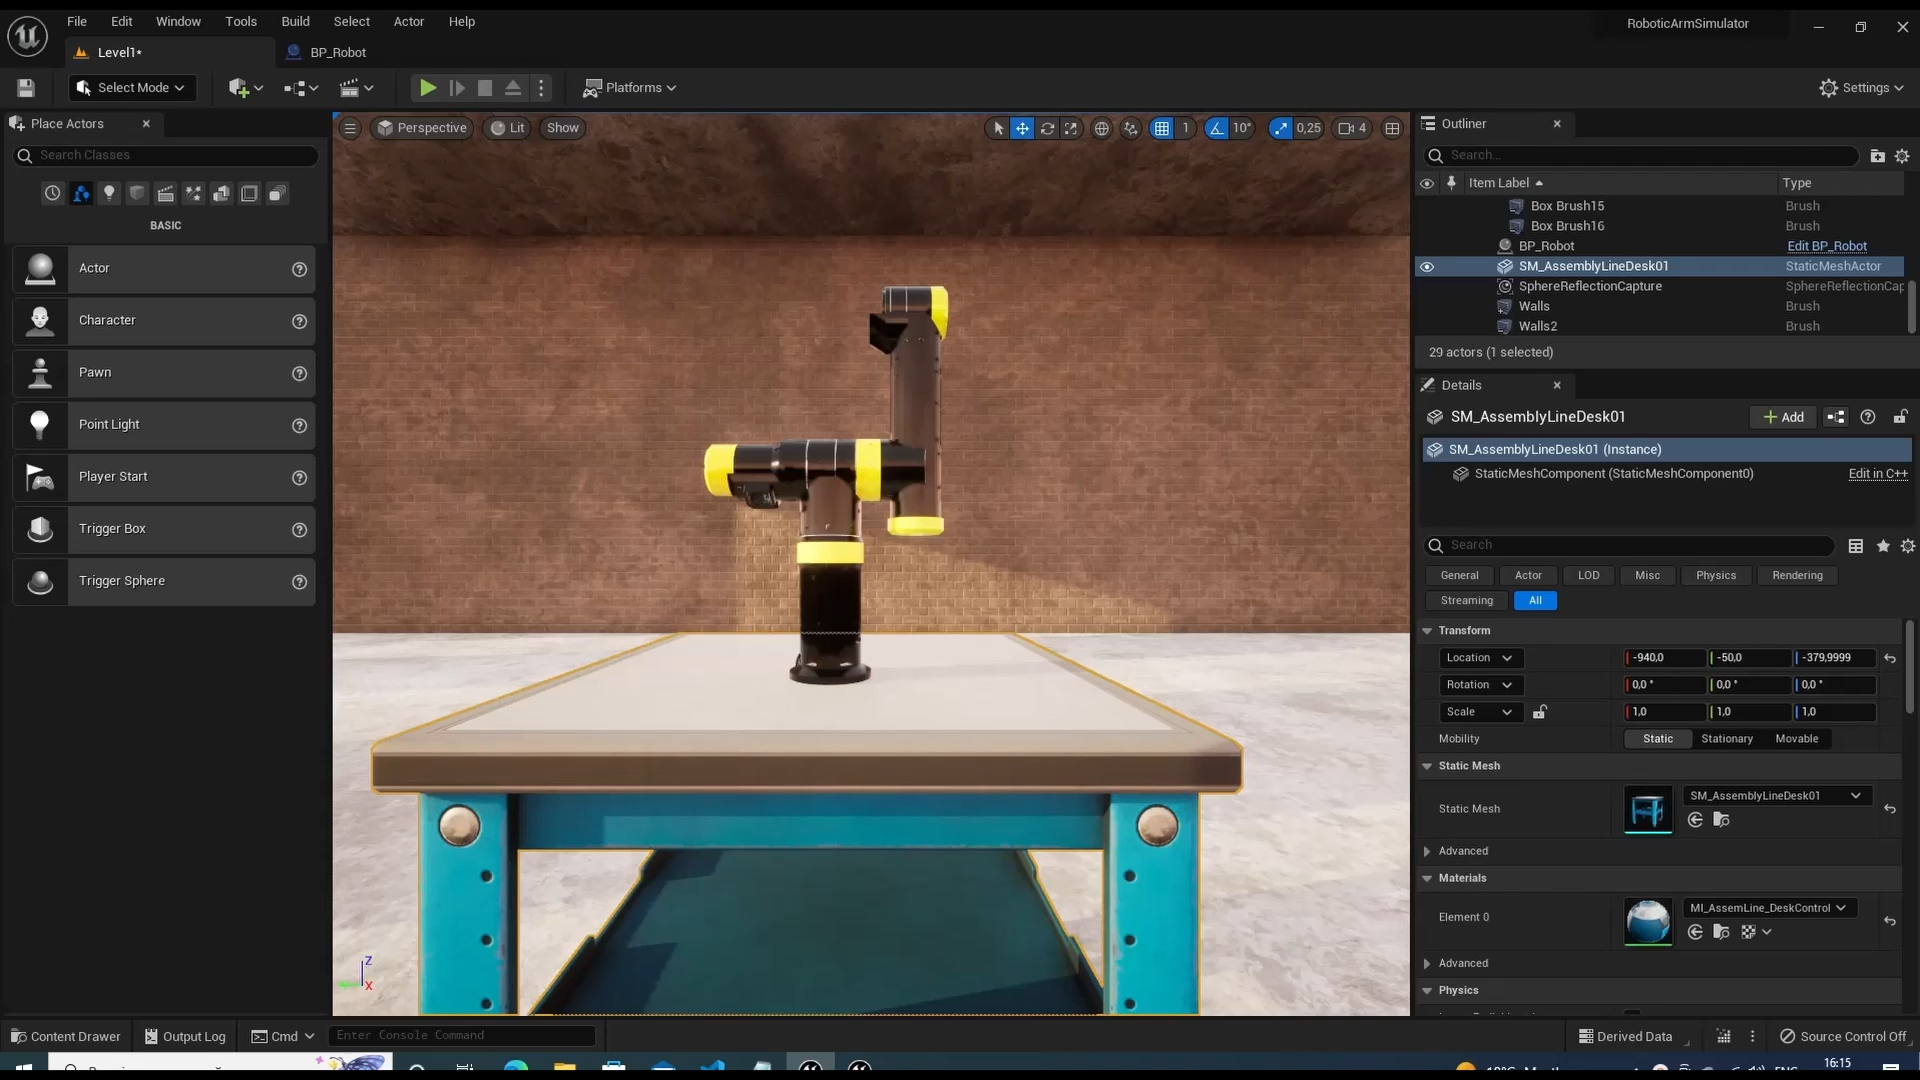 File Edit Window Tools Build Select Actor Help
RoboticArmSimulator
Level1*
BP_Robot
Select Mode
Platforms
Settings
Place Actors
Search Classes
BASIC
Actor
Character
Pawn
Point Light
Player Start
Trigger Box
Trigger Sphere
Perspective Lit Show
1 10° 0,25 4
Outliner
Search...
Item Label Type
Box Brush15 Brush
Box Brush16 Brush
BP_Robot Edit BP_Robot
SM_AssemblyLineDesk01 StaticMeshActor
SphereReflectionCapture SphereReflectionCap
Walls Brush
Walls2 Brush
29 actors (1 selected)
Details
SM_AssemblyLineDesk01
Add
SM_AssemblyLineDesk01 (Instance)
StaticMeshComponent (StaticMeshComponent0) Edit in C++
Search
General Actor LOD Misc Physics Rendering
Streaming All
Transform
Location -940,0 -50,0 -379,9999
Rotation 0,0 ° 0,0 ° 0,0 °
Scale 1,0 1,0 1,0
Mobility Static Stationary Movable
Static Mesh
Static Mesh SM_AssemblyLineDesk01
Advanced
Materials
Element 0 MI_AssemLine_DeskControl
Advanced
Physics
Z
X
Content Drawer Output Log Cmd Enter Console Command
Derived Data Source Control Off
16:15